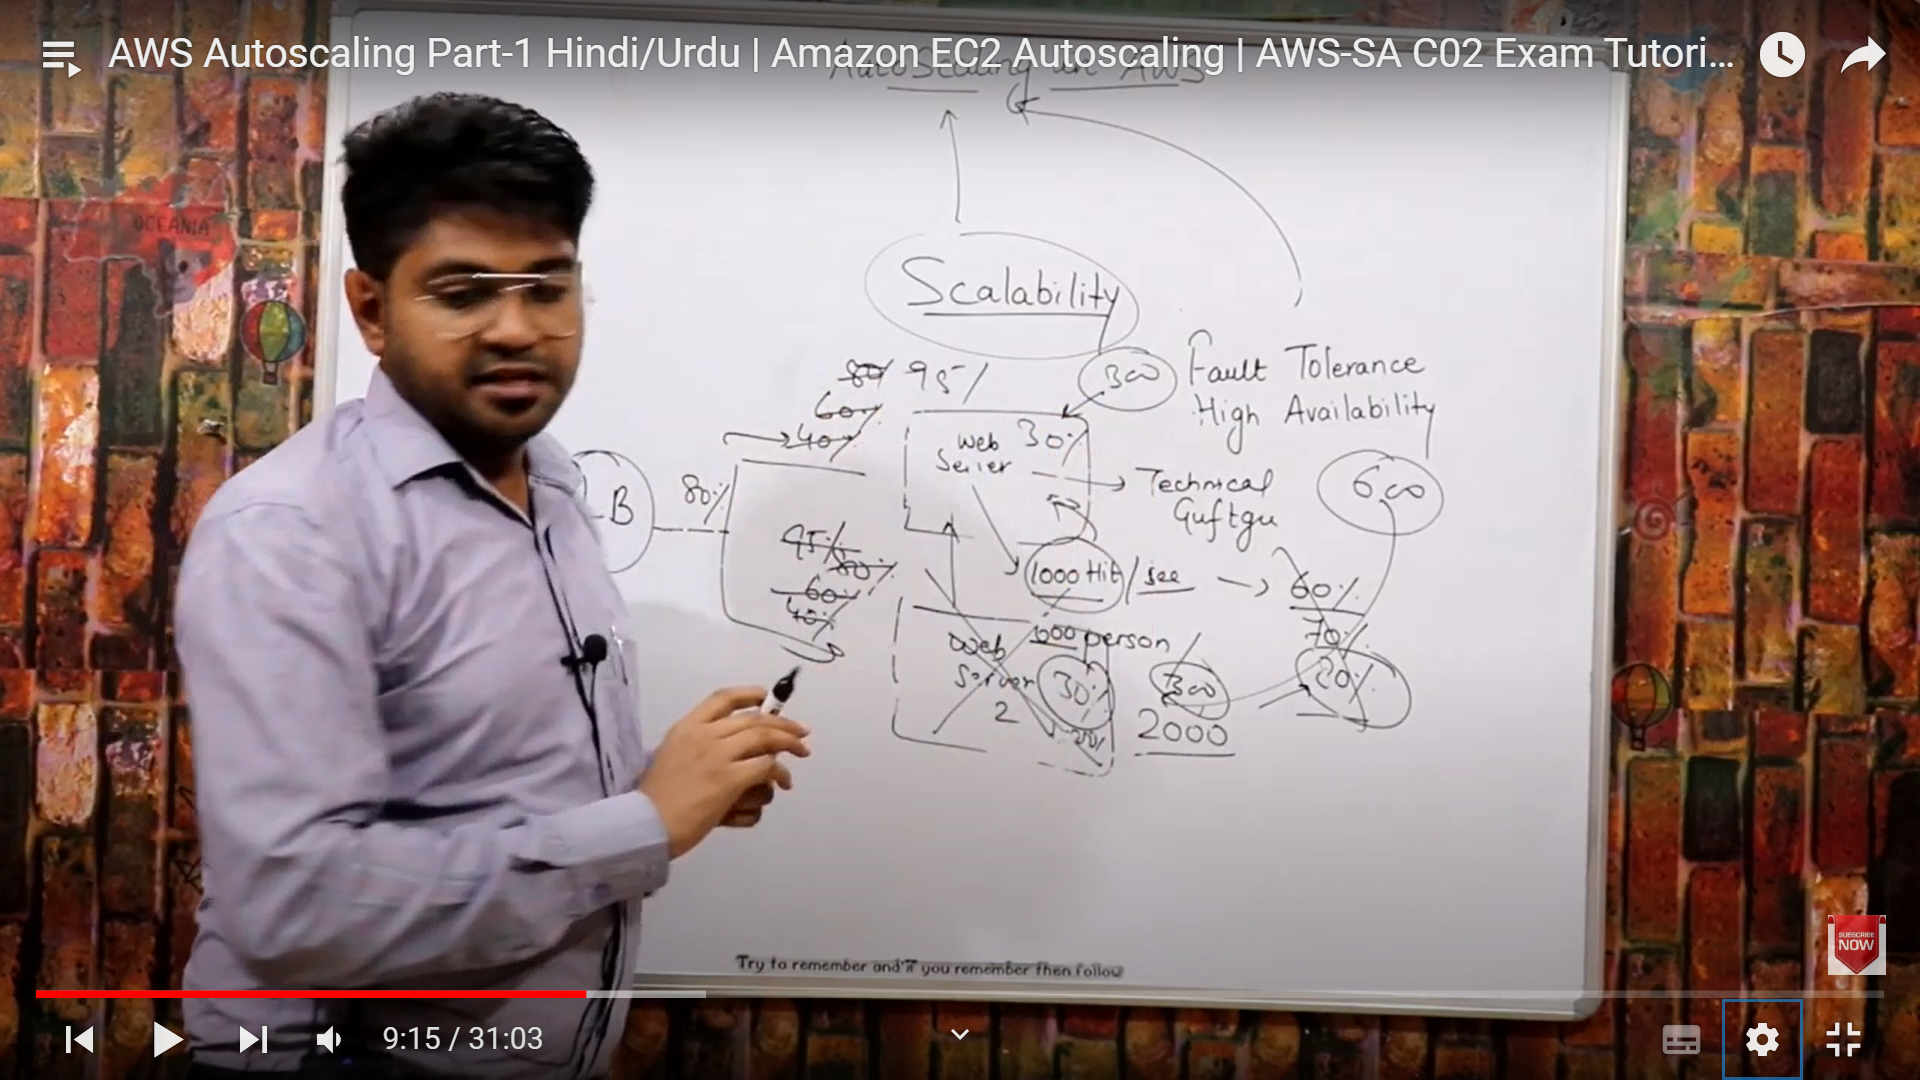 AWS Autoscaling Part-1 Hindi/Urdu | Amazon EC2 Autoscaling | AWS-SA C02 Exam Tutori...
AutoScaling in AWS
OCEANIA
Scalability
80% 95%
300
Fault Tolerance
60%
High Availability
40%
Web 30%
Server
Technical
Guftgu
600
LB
80%
95%
80%
60%
40%
1000 Hit/sec
60%
1000 person
70%
Web
Server
2
30%
300
80%
2000
Try to remember and if you remember then follow
SUBSCRIBE
NOW
9:15 / 31:03